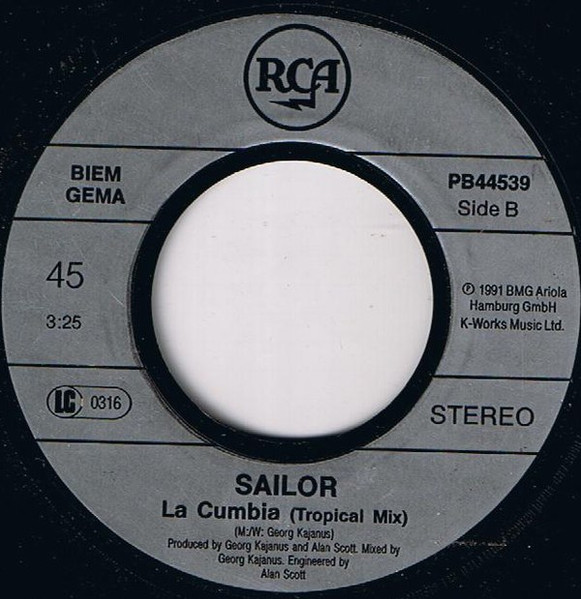 RCA
BIEM
GEMA
PB44539
Side B
45
3:25
℗ 1991 BMG Ariola
Hamburg GmbH
K-Works Music Ltd.
LC 0316
STEREO
SAILOR
La Cumbia (Tropical Mix)
(M:/W: Georg Kajanus)
Produced by Georg Kajanus and Alan Scott. Mixed by
Georg Kajanus. Engineered by
Alan Scott